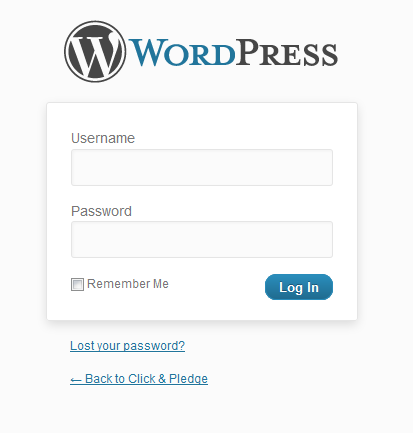 WORDPRESS
Username
Password
Remember Me
Log In
Lost your password?
← Back to Click & Pledge